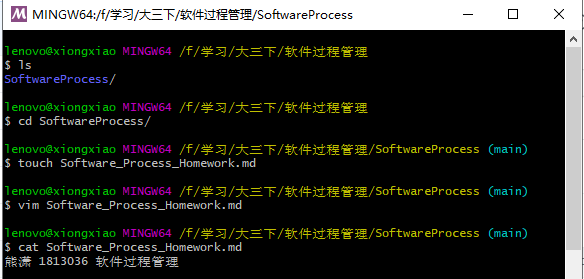 MINGW64:/f/学习/大三下/软件过程管理/SoftwareProcess
lenovo@xiongxiao MINGW64 /f/学习/大三下/软件过程管理
$ ls
SoftwareProcess/
lenovo@xiongxiao MINGW64 /f/学习/大三下/软件过程管理
$ cd SoftwareProcess/
lenovo@xiongxiao MINGW64 /f/学习/大三下/软件过程管理/SoftwareProcess (main)
$ touch Software_Process_Homework.md
lenovo@xiongxiao MINGW64 /f/学习/大三下/软件过程管理/SoftwareProcess (main)
$ vim Software_Process_Homework.md
lenovo@xiongxiao MINGW64 /f/学习/大三下/软件过程管理/SoftwareProcess (main)
$ cat Software_Process_Homework.md
熊潇 1813036 软件过程管理